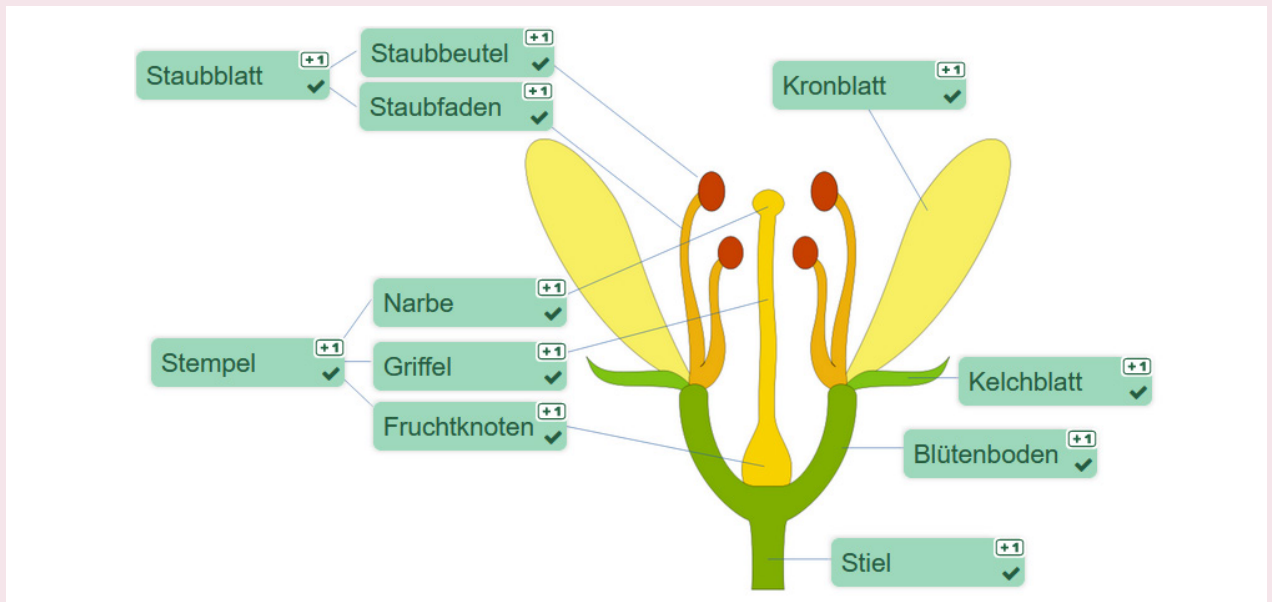 Staubblatt +1
Staubbeutel +1
Staubfaden +1
Kronblatt +1
Narbe +1
Stempel +1
Griffel +1
Fruchtknoten +1
Kelchblatt +1
Blütenboden +1
Stiel +1